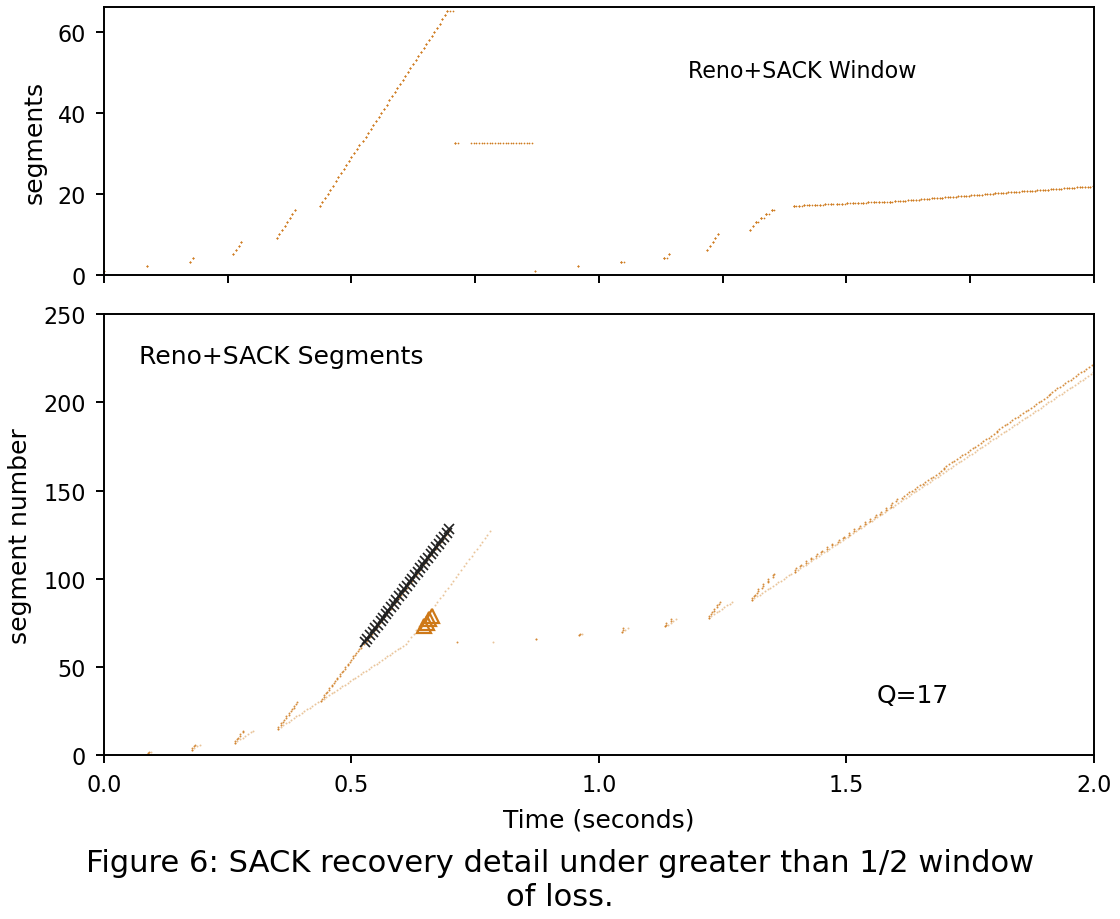 60
40
20
0
segments
Reno+SACK Window
250
200
150
100
50
0
segment number
Reno+SACK Segments
Q=17
0.0 0.5 1.0 1.5 2.0
Time (seconds)
Figure 6: SACK recovery detail under greater than 1/2 window
of loss.